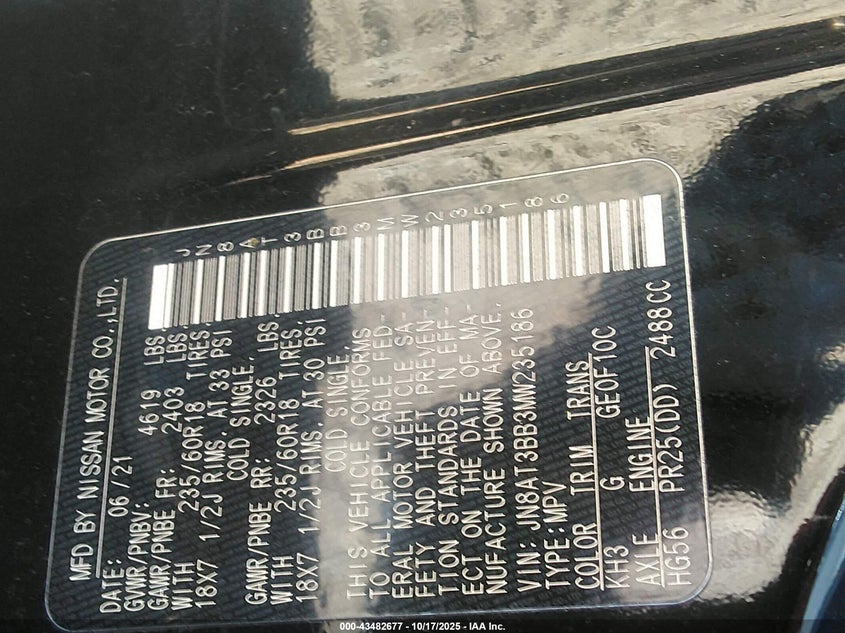 MFD BY NISSAN MOTOR CO.,LTD.
DATE: 06/21
GVWR/PNBV: 4619 LBS
GAWR/PNBE FR: 2403 LBS.
WITH 235/60R18 TIRES,
18X7 1/2J RIMS, AT 33 PSI
COLD SINGLE,
GAWR/PNBE RR: 2326 LBS.
WITH 235/60R18 TIRES,
18X7 1/2J RIMS, AT 30 PSI
COLD SINGLE,
THIS VEHICLE CONFORMS
TO ALL APPLICABLE FED-
ERAL MOTOR VEHICLE SA-
FETY AND THEFT PREVEN-
TION STANDARDS IN EFF-
ECT ON THE DATE OF MA-
NUFACTURE SHOWN ABOVE.
VIN: JN8AT3BB3MW235186
TYPE: MPV
COLOR TRIM TRANS
KH3 G GE0F10C
AXLE ENGINE
HG56 PR25(DD) 2488CC
JN8AT3BB3MW235186
000-43482677 - 10/17/2025 - IAA Inc.